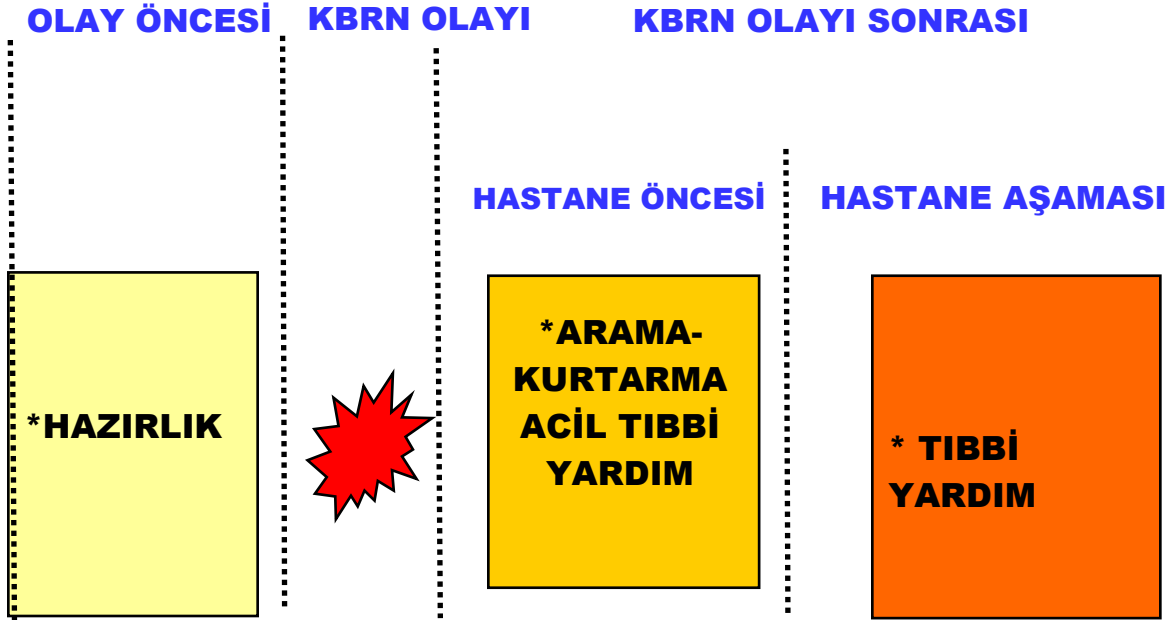 OLAY ÖNCESİ
KBRN OLAYI
KBRN OLAYI SONRASI
HASTANE ÖNCESİ
HASTANE AŞAMASI
*HAZIRLIK
*ARAMA-
KURTARMA
ACİL TIBBİ
YARDIM
* TIBBİ
YARDIM